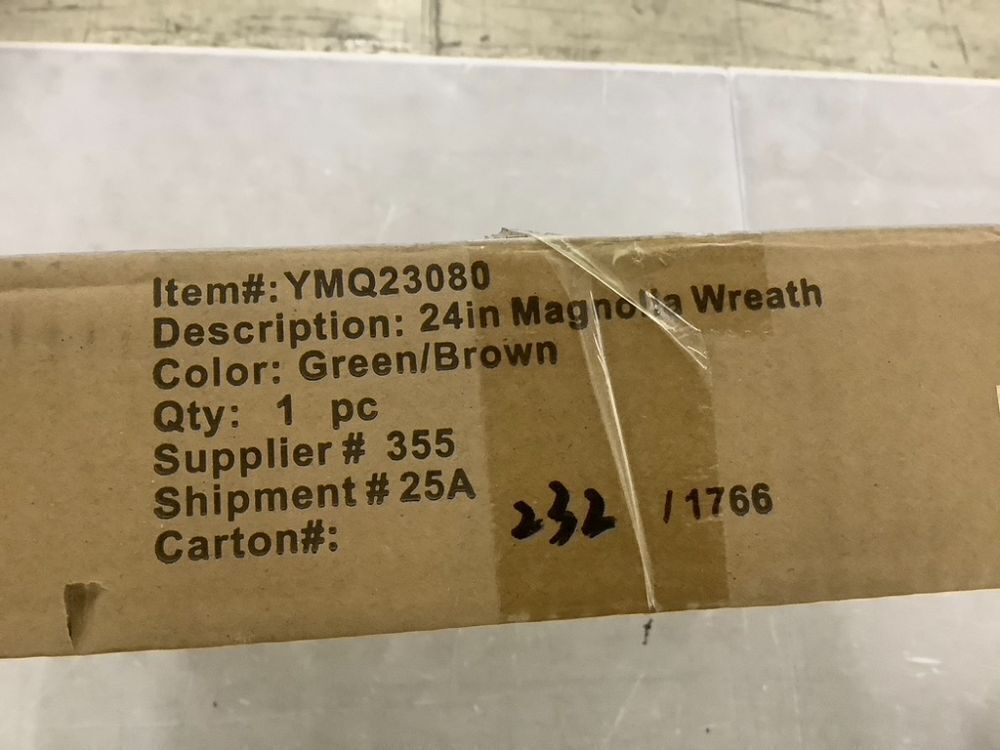 Item#: YMQ23080
Description: 24in Magnolia Wreath
Color: Green/Brown
Qty: 1 pc
Supplier# 355
Shipment# 25A
Carton#: 232 /1766